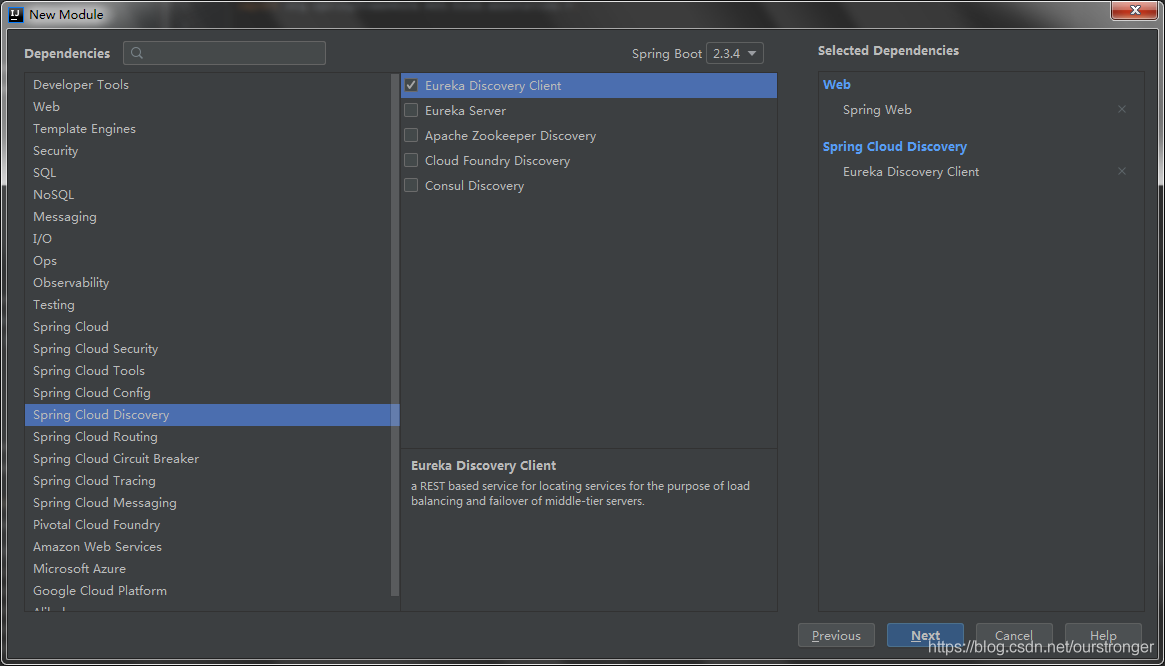 New Module
Dependencies
Spring Boot 2.3.4
Selected Dependencies
Developer Tools
Web
Template Engines
Security
SQL
NoSQL
Messaging
I/O
Ops
Observability
Testing
Spring Cloud
Spring Cloud Security
Spring Cloud Tools
Spring Cloud Config
Spring Cloud Discovery
Spring Cloud Routing
Spring Cloud Circuit Breaker
Spring Cloud Tracing
Spring Cloud Messaging
Pivotal Cloud Foundry
Amazon Web Services
Microsoft Azure
Google Cloud Platform
Eureka Discovery Client
Eureka Server
Apache Zookeeper Discovery
Cloud Foundry Discovery
Consul Discovery
Eureka Discovery Client
a REST based service for locating services for the purpose of load
balancing and failover of middle-tier servers.
Web
Spring Web
Spring Cloud Discovery
Eureka Discovery Client
Previous
Next
Cancel
Help
https://blog.csdn.net/ourstronger